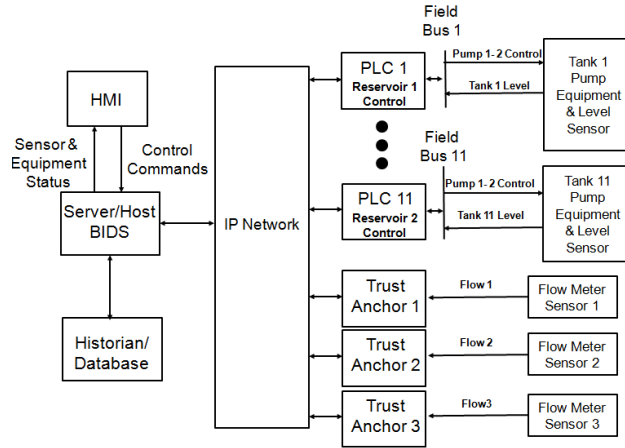 HMI
Sensor &
Equipment
Status
Control
Commands
Server/Host
BIDS
Historian/
Database
IP Network
PLC 1
Reservoir 1
Control
Field
Bus 1
Pump 1- 2 Control
Tank 1 Level
Tank 1
Pump
Equipment
& Level
Sensor
PLC 11
Reservoir 2
Control
Field
Bus 11
Pump 1- 2 Control
Tank 11 Level
Tank 11
Pump
Equipment
& Level
Sensor
Trust
Anchor 1
Flow 1
Flow Meter
Sensor 1
Trust
Anchor 2
Flow 2
Flow Meter
Sensor 2
Trust
Anchor 3
Flow3
Flow Meter
Sensor 3